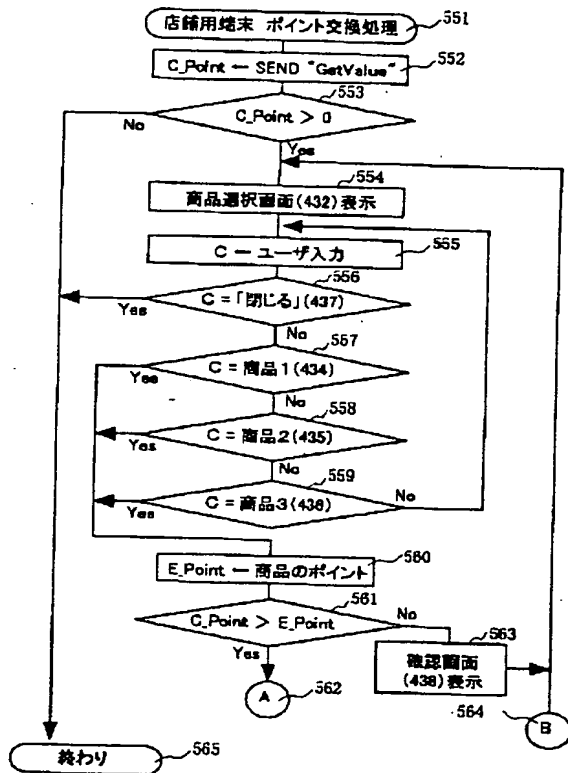 店舗用端末 ポイント交換処理 551
C_Point ← SEND "GetValue" 552
553
C_Point > 0
No
Yes
554
商品選択画面(432)表示
C ← ユーザ入力 555
556
C =「閉じる」(437)
Yes
No
557
C = 商品1(434)
Yes
No
558
C = 商品2(435)
Yes
No
559
C = 商品3(436)
No
Yes
E_Point ← 商品のポイント 560
561
C_Point > E_Point
No
Yes
563
確認画面
(438)表示
A
562
564
B
終わり 565